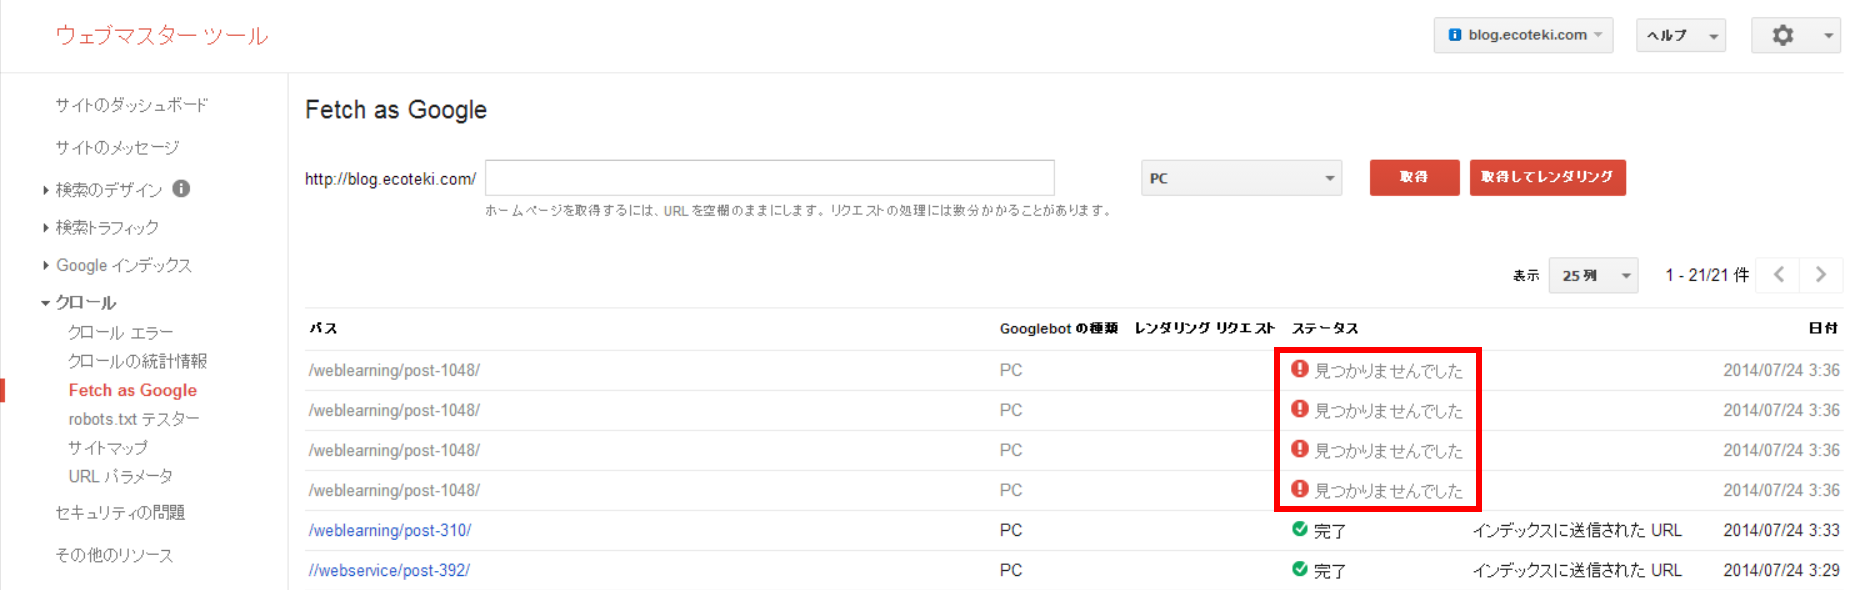 ウェブマスター ツール
blog.ecoteki.com
ヘルプ
サイトのダッシュボード
サイトのメッセージ
検索のデザイン
検索トラフィック
Google インデックス
クロール
クロール エラー
クロールの統計情報
Fetch as Google
robots.txt テスター
サイトマップ
URL パラメータ
セキュリティの問題
その他のリソース
Fetch as Google
http://blog.ecoteki.com/
PC
取得
取得してレンダリング
ホームページを取得するには、URL を空欄のままにします。リクエストの処理には数分かかることがあります。
表示 25 列 1 - 21/21 件
パス Googlebot の種類 レンダリング リクエスト ステータス 日付
/weblearning/post-1048/ PC 見つかりませんでした 2014/07/24 3:36
/weblearning/post-1048/ PC 見つかりませんでした 2014/07/24 3:36
/weblearning/post-1048/ PC 見つかりませんでした 2014/07/24 3:36
/weblearning/post-1048/ PC 見つかりませんでした 2014/07/24 3:36
/weblearning/post-310/ PC 完了 インデックスに送信された URL 2014/07/24 3:33
//webservice/post-392/ PC 完了 インデックスに送信された URL 2014/07/24 3:29